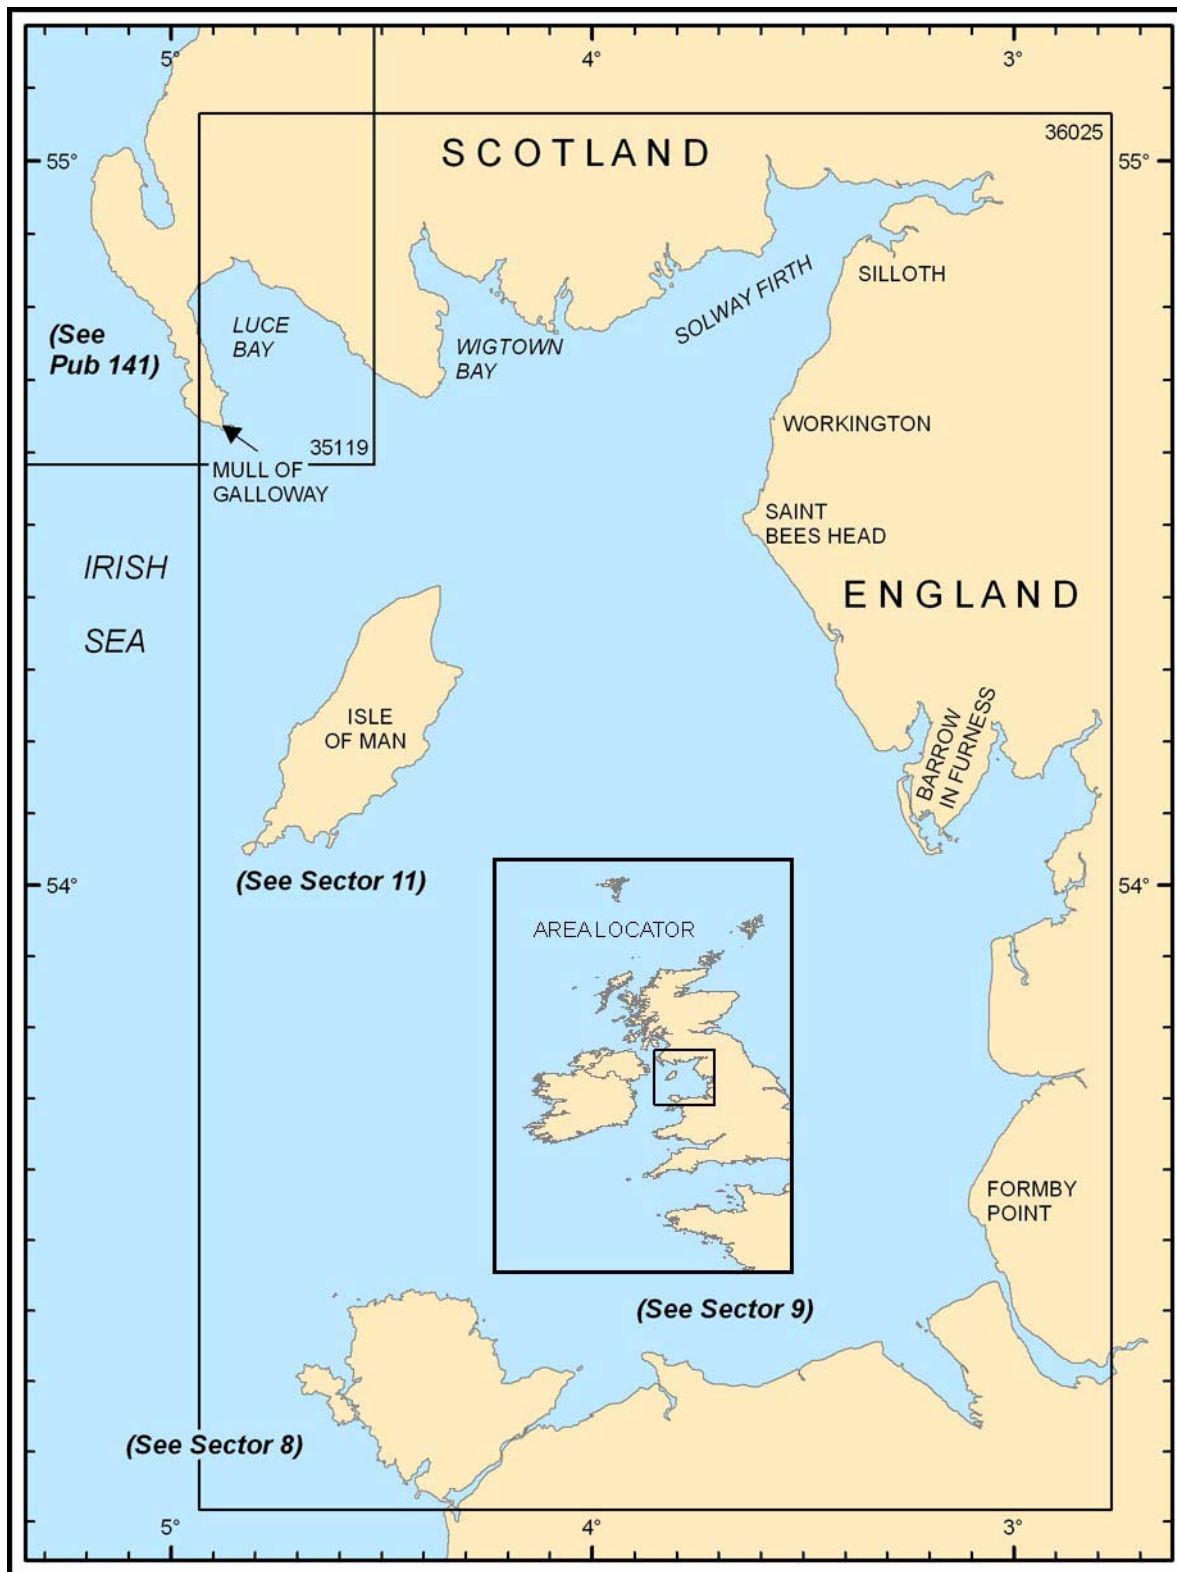 5°
4°
3°
36025
SCOTLAND
55°
55°
SILLOTH
SOLWAY FIRTH
LUCE
BAY
(See
Pub 141)
WIGTOWN
BAY
WORKINGTON
35119
MULL OF
GALLOWAY
SAINT
BEES HEAD
IRISH
SEA
ENGLAND
ISLE
OF MAN
BARROW
IN FURNESS
(See Sector 11)
54°
54°
AREA LOCATOR
FORMBY
POINT
(See Sector 9)
(See Sector 8)
5°
4°
3°